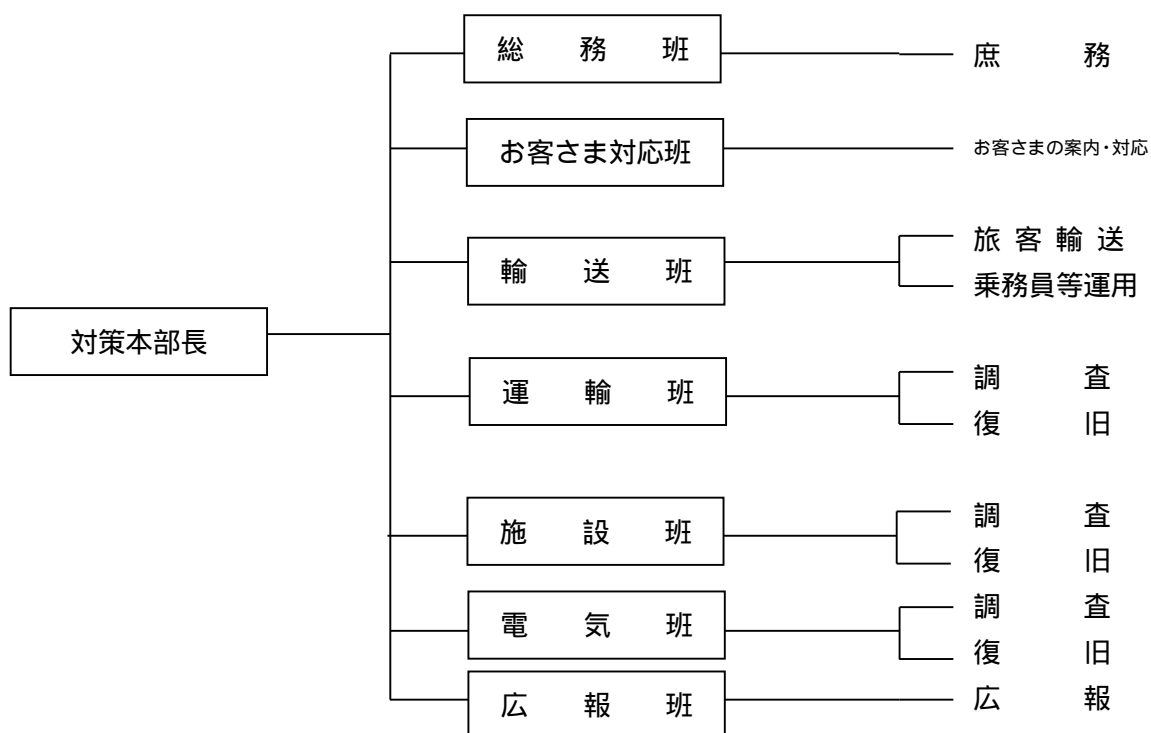 総務班
庶務
お客さま対応班
お客さまの案内・対応
輸送班
旅客輸送
乗務員等運用
対策本部長
運輸班
調査
復旧
施設班
調査
復旧
電気班
調査
復旧
広報班
広報